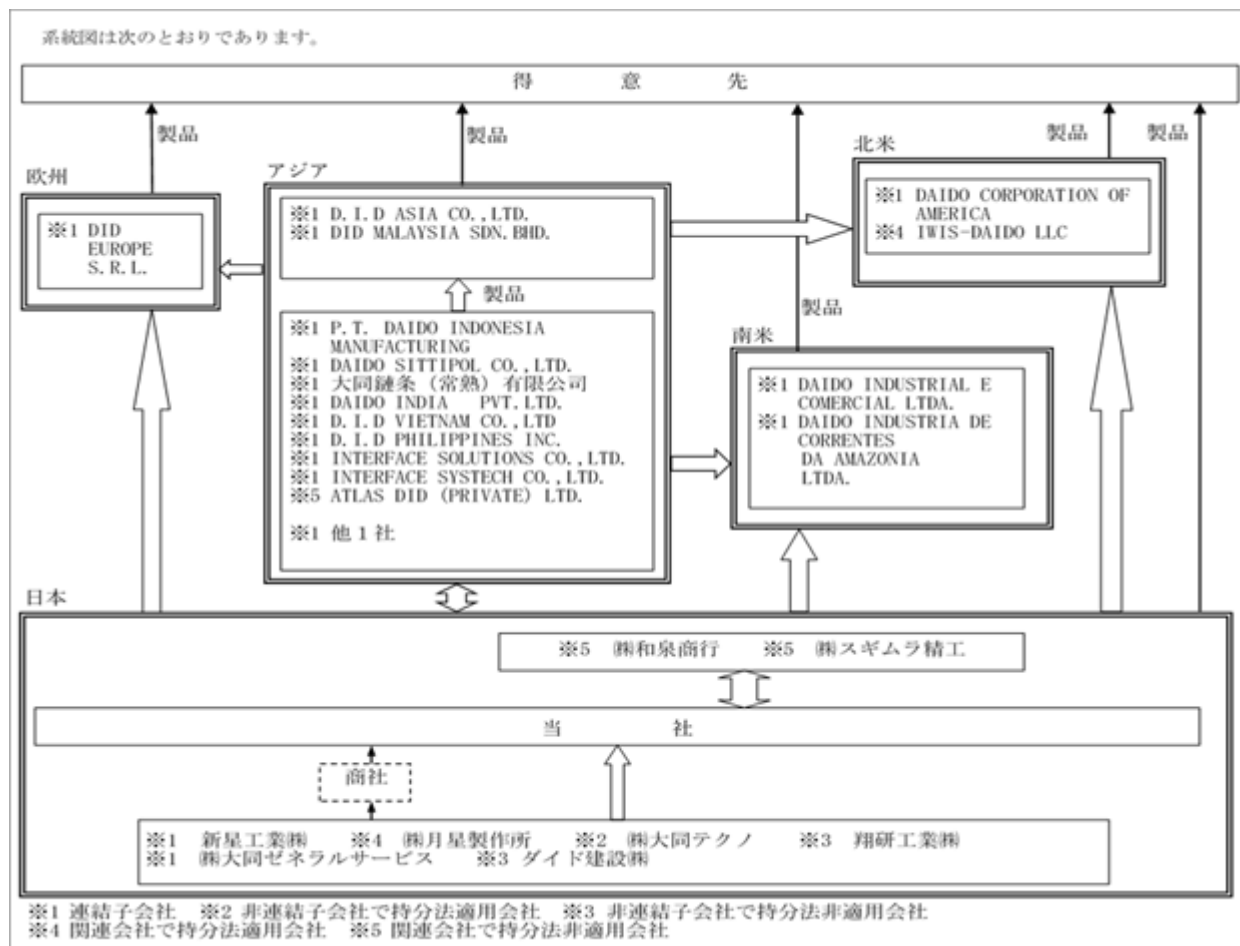 系統図は次のとおりであります。
得意先
製品
製品
製品
製品
製品
欧州
アジア
北米
※1 DID
EUROPE
S.R.L.
※1 D.I.D ASIA CO.,LTD.
※1 DID MALAYSIA SDN.BHD.
※1 DAIDO CORPORATION OF
AMERICA
※4 IWIS-DAIDO LLC
製品
※1 P.T. DAIDO INDONESIA
MANUFACTURING
※1 DAIDO SITTIPOL CO.,LTD.
※1 大同鏈条（常熟）有限公司
※1 DAIDO INDIA PVT.LTD.
※1 D.I.D VIETNAM CO.,LTD
※1 D.I.D PHILIPPINES INC.
※1 INTERFACE SOLUTIONS CO.,LTD.
※1 INTERFACE SYSTECH CO.,LTD.
※5 ATLAS DID (PRIVATE) LTD.
※1 他1社
南米
※1 DAIDO INDUSTRIAL E
COMERCIAL LTDA.
※1 DAIDO INDUSTRIA DE
CORRENTES
DA AMAZONIA
LTDA.
日本
※5 ㈱和泉商行 ※5 ㈱スギムラ精工
当社
商社
※1 新星工業㈱ ※4 ㈱月星製作所 ※2 ㈱大同テクノ ※3 翔研工業㈱
※1 ㈱大同ゼネラルサービス ※3 ダイド建設㈱
※1 連結子会社 ※2 非連結子会社で持分法適用会社 ※3 非連結子会社で持分法非適用会社
※4 関連会社で持分法適用会社 ※5 関連会社で持分法非適用会社